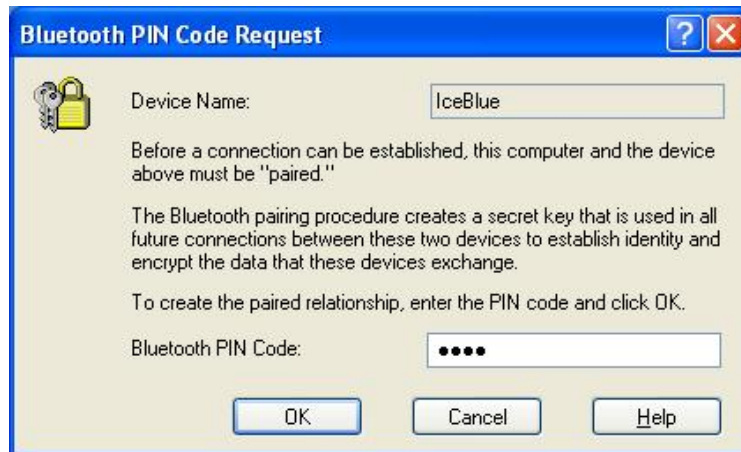 Bluetooth PIN Code Request
Device Name: IceBlue
Before a connection can be established, this computer and the device
above must be "paired."
The Bluetooth pairing procedure creates a secret key that is used in all
future connections between these two devices to establish identity and
encrypt the data that these devices exchange.
To create the paired relationship, enter the PIN code and click OK.
Bluetooth PIN Code: ••••
OK Cancel Help